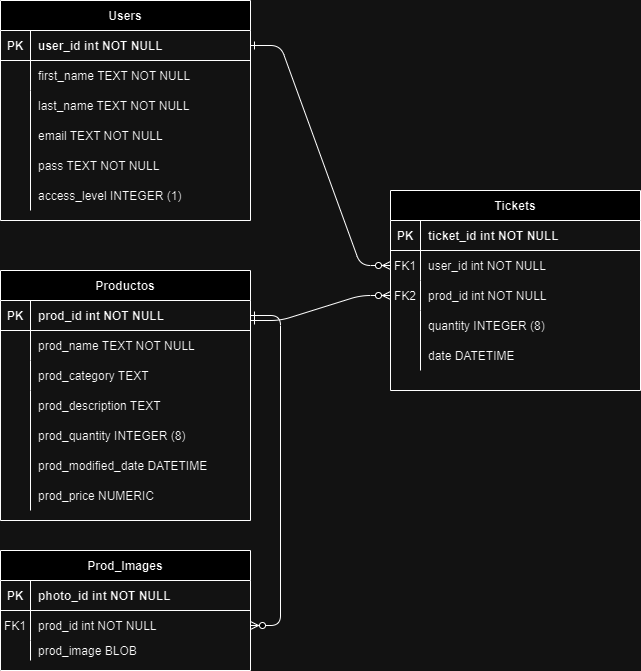 Users
PK user_id int NOT NULL
first_name TEXT NOT NULL
last_name TEXT NOT NULL
email TEXT NOT NULL
pass TEXT NOT NULL
access_level INTEGER (1)
Tickets
PK ticket_id int NOT NULL
FK1 user_id int NOT NULL
FK2 prod_id int NOT NULL
quantity INTEGER (8)
date DATETIME
Productos
PK prod_id int NOT NULL
prod_name TEXT NOT NULL
prod_category TEXT
prod_description TEXT
prod_quantity INTEGER (8)
prod_modified_date DATETIME
prod_price NUMERIC
Prod_Images
PK photo_id int NOT NULL
FK1 prod_id int NOT NULL
prod_image BLOB